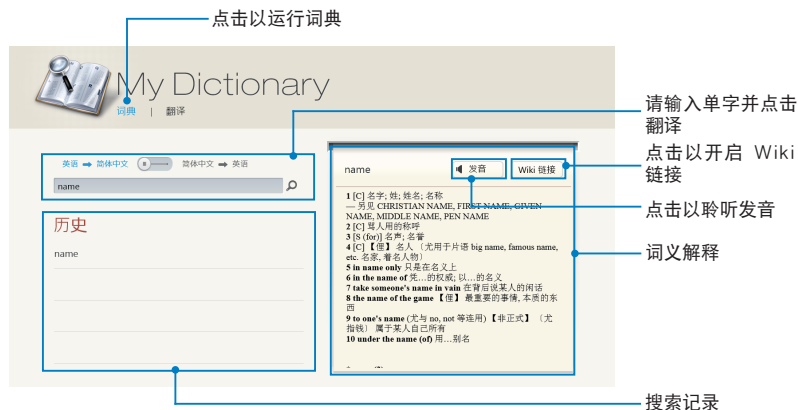 点击以运行词典
My Dictionary
词典 | 翻译
请输入单字并点击
翻译
英语 ➡ 简体中文 简体中文 ➡ 英语
name
点击以开启 Wiki
链接
name 发音 Wiki 链接
点击以聆听发音
历史
name
1 [C] 名字; 姓; 姓名; 名称
— 另见 CHRISTIAN NAME, FIRST NAME, GIVEN
NAME, MIDDLE NAME, PEN NAME
2 [C] 骂人用的称呼
3 [S (for)] 名声; 名誉
4 [C] 【俚】 名人 〔尤用于片语 big name, famous name,
etc. 名家, 着名人物〕
5 in name only 只是在名义上
6 in the name of 凭…的权威; 以…的名义
7 take someone's name in vain 在背后说某人的闲话
8 the name of the game 【俚】 最重要的事情, 本质的东
西
9 to one's name (尤与 no, not 等连用) 【非正式】 〔尤
指钱〕 属于某人自己所有
10 under the name (of) 用…别名
词义解释
搜索记录